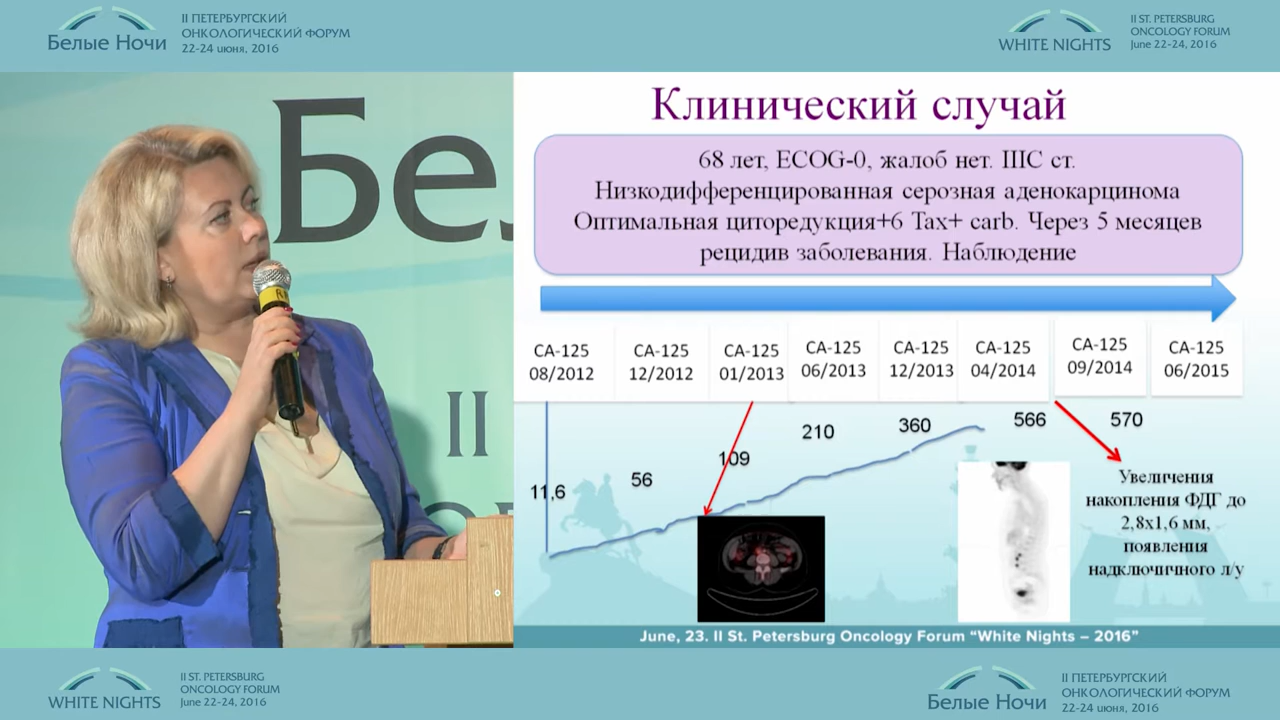 Белые Ночи
II ПЕТЕРБУРГСКИЙ
ОНКОЛОГИЧЕСКИЙ ФОРУМ
22-24 июня, 2016
WHITE NIGHTS
II ST. PETERSBURG
ONCOLOGY FORUM
June 22-24, 2016
Бел
II
Клинический случай
68 лет, ECOG-0, жалоб нет. IIIC ст.
Низкодифференцированная серозная аденокарцинома
Оптимальная циторедукция+6 Tax+ carb. Через 5 месяцев
рецидив заболевания. Наблюдение
CA-125
08/2012
CA-125
12/2012
CA-125
01/2013
CA-125
06/2013
CA-125
12/2013
CA-125
04/2014
CA-125
09/2014
CA-125
06/2015
11,6
56
109
210
360
566
570
Увеличения
накопления ФДГ до
2,8x1,6 мм,
появления
надключичного л/у
June, 23. II St. Petersburg Oncology Forum “White Nights – 2016”
WHITE NIGHTS
II ST. PETERSBURG
ONCOLOGY FORUM
June 22-24, 2016
Белые Ночи
II ПЕТЕРБУРГСКИЙ
ОНКОЛОГИЧЕСКИЙ ФОРУМ
22-24 июня, 2016